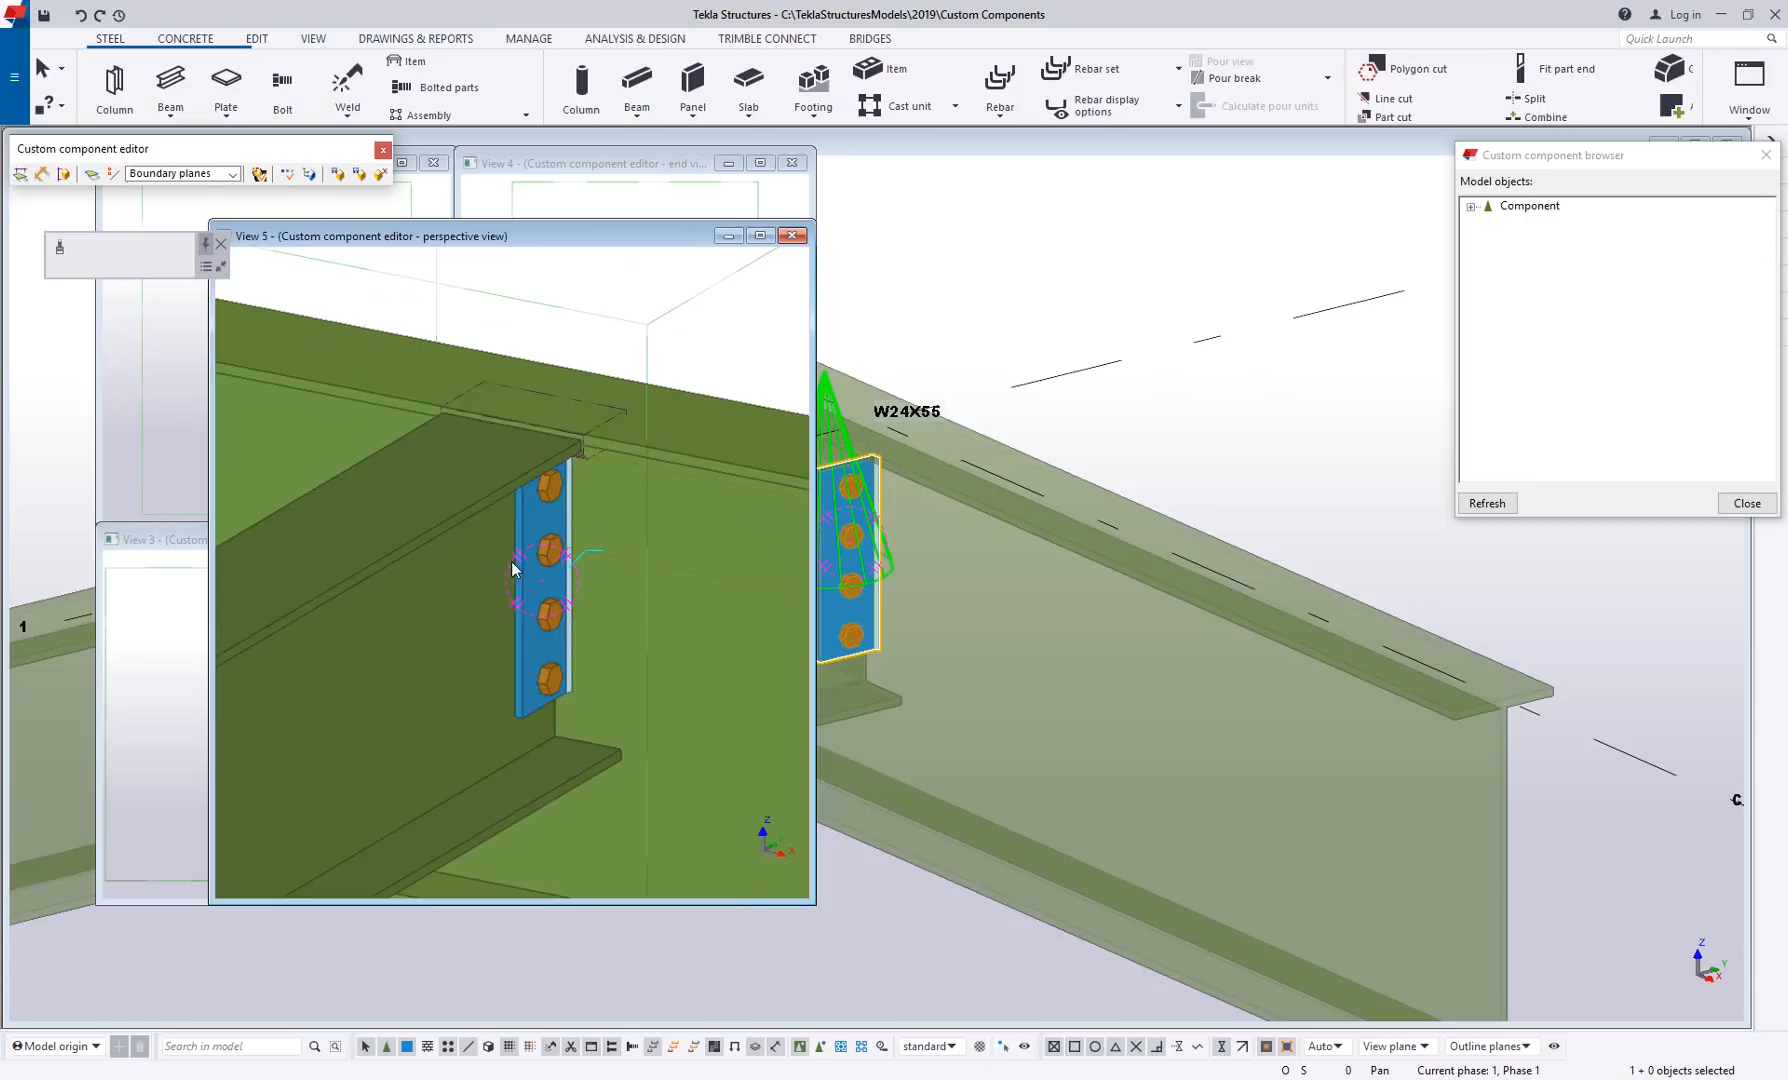 Tekla Structures - C:\TeklaStructuresModels\2019\Custom Components
Log in
STEEL CONCRETE EDIT VIEW DRAWINGS & REPORTS MANAGE ANALYSIS & DESIGN TRIMBLE CONNECT BRIDGES
Quick Launch
Column
Beam
Plate
Bolt
Weld
Item
Bolted parts
Assembly
Column
Beam
Panel
Slab
Footing
Item
Cast unit
Rebar
Rebar set
Rebar display
options
Pour view
Pour break
Calculate pour units
Polygon cut
Line cut
Part cut
Fit part end
Split
Combine
C
Window
Custom component editor
Boundary planes
View 4 - (Custom component editor - end vi...
View 5 - (Custom component editor - perspective view)
View 3 - (Custom
Custom component browser
Model objects:
Component
Refresh
Close
W24X55
1
C
Z
X
Z
Y
X
Model origin
Search in model
standard
Auto
View plane
Outline planes
O S 0 Pan Current phase: 1, Phase 1 1 + 0 objects selected